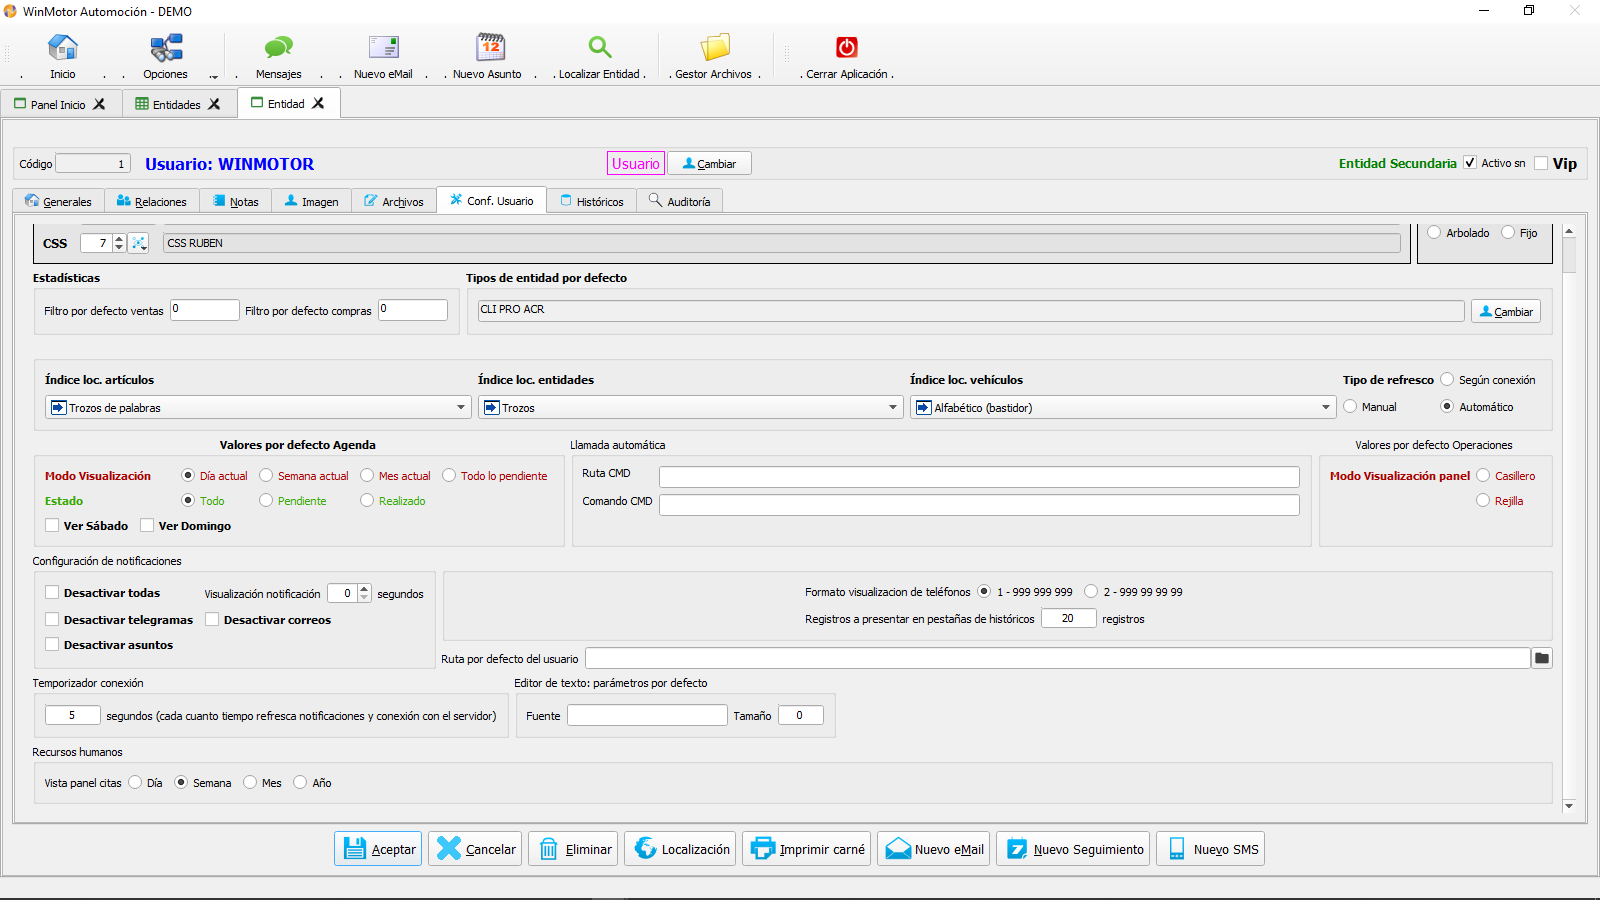 WinMotor Automoción - DEMO
. Inicio . . Opciones . Mensajes . . Nuevo eMail . . Nuevo Asunto . . Localizar Entidad . . Gestor Archivos . . Cerrar Aplicación .
Panel Inicio Entidades Entidad
Código 1 Usuario: WINMOTOR Usuario Cambiar Entidad Secundaria Activo sn Vip
Generales Relaciones Notas Imagen Archivos Conf. Usuario Históricos Auditoría
CSS 7 CSS RUBEN Arbolado Fijo
Estadísticas Tipos de entidad por defecto
Filtro por defecto ventas 0 Filtro por defecto compras 0 CLI PRO ACR Cambiar
Índice loc. artículos Índice loc. entidades Índice loc. vehículos Tipo de refresco Según conexión
Trozos de palabras Trozos Alfabético (bastidor) Manual Automático
Valores por defecto Agenda Llamada automática Valores por defecto Operaciones
Modo Visualización Día actual Semana actual Mes actual Todo lo pendiente Ruta CMD Modo Visualización panel Casillero
Estado Todo Pendiente Realizado Comando CMD Rejilla
Ver Sábado Ver Domingo
Configuración de notificaciones
Desactivar todas Visualización notificación 0 segundos Formato visualizacion de teléfonos 1 - 999 999 999 2 - 999 99 99 99
Desactivar telegramas Desactivar correos Registros a presentar en pestañas de históricos 20 registros
Desactivar asuntos
Ruta por defecto del usuario
Temporizador conexión Editor de texto: parámetros por defecto
5 segundos (cada cuanto tiempo refresca notificaciones y conexión con el servidor) Fuente Tamaño 0
Recursos humanos
Vista panel citas Día Semana Mes Año
Aceptar Cancelar Eliminar Localización Imprimir carné Nuevo eMail Nuevo Seguimiento Nuevo SMS